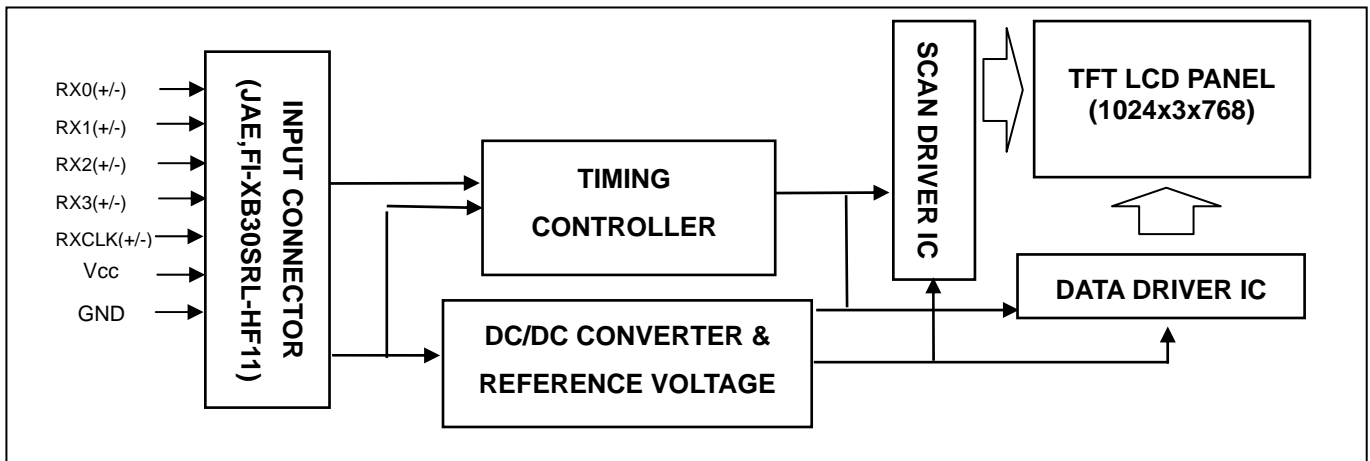 RX0(+/-)
RX1(+/-)
RX2(+/-)
RX3(+/-)
RXCLK(+/-)
Vcc
GND
INPUT CONNECTOR
(JAE,FI-XB30SRL-HF11)
TIMING
CONTROLLER
DC/DC CONVERTER &
REFERENCE VOLTAGE
SCAN DRIVER IC
TFT LCD PANEL
(1024x3x768)
DATA DRIVER IC